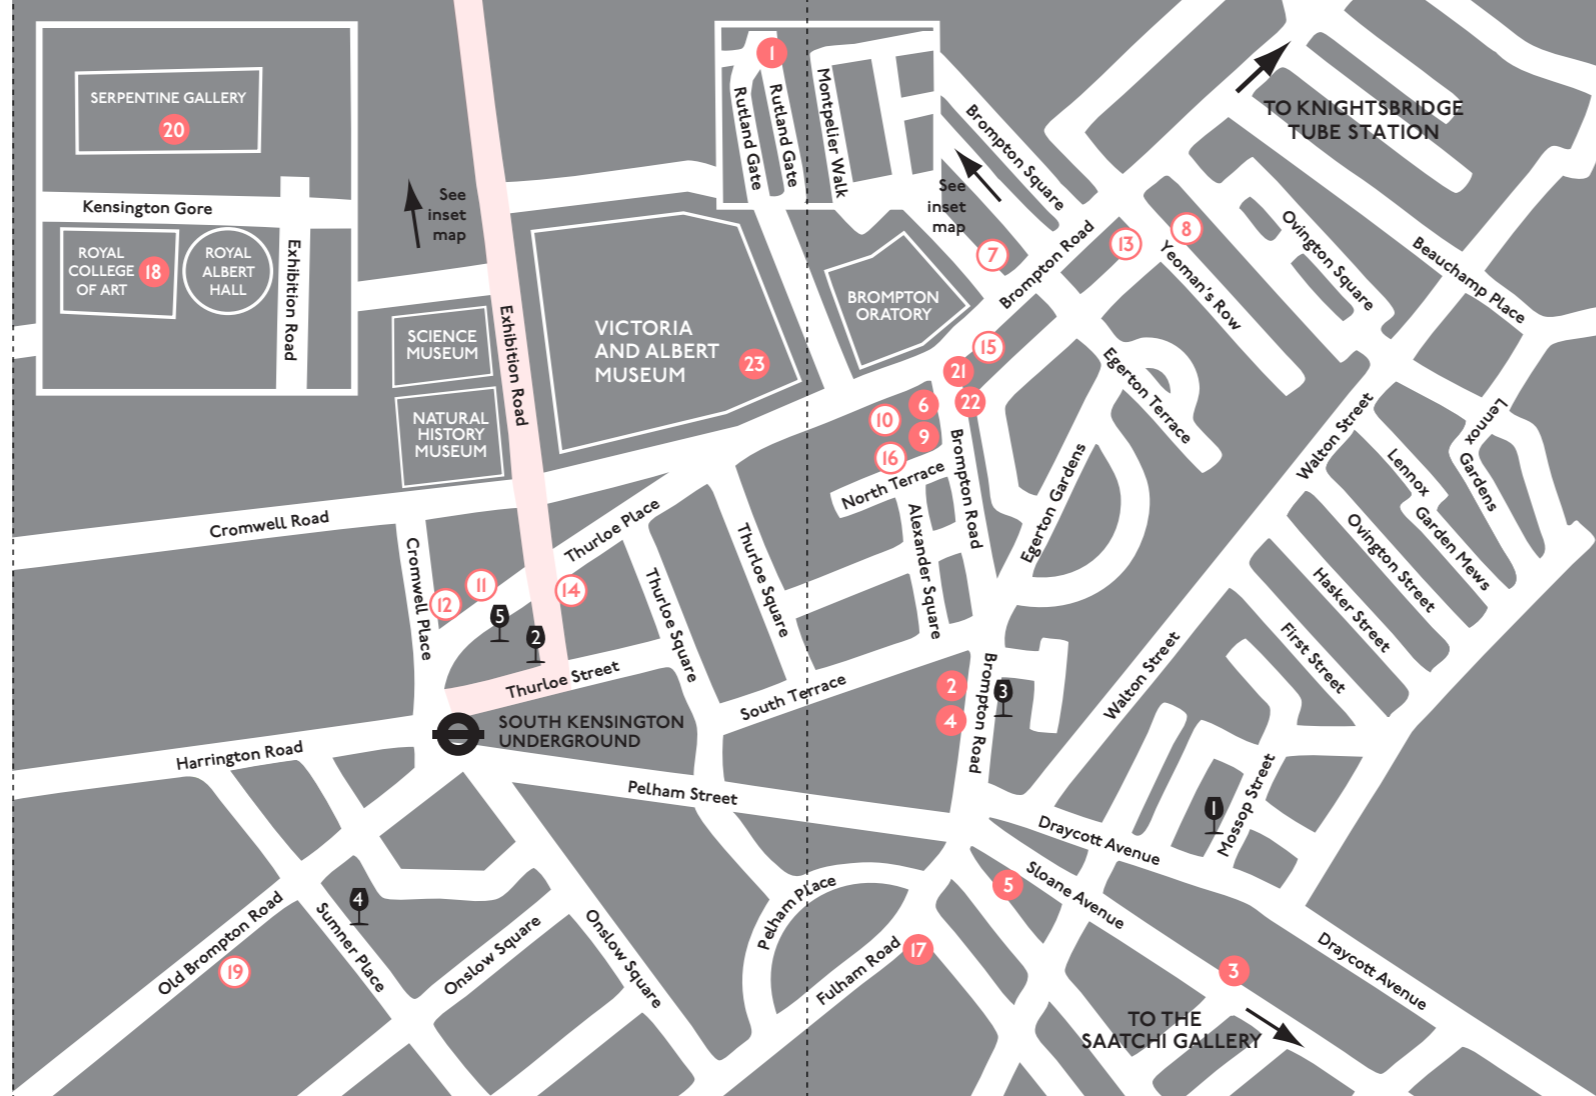 SERPENTINE GALLERY
20
Kensington Gore
ROYAL
COLLEGE
OF ART
18
ROYAL
ALBERT
HALL
Exhibition Road
See
inset
map
1
Rutland Gate
Rutland Gate
Montpelier Walk
Brompton Square
See
inset
map
TO KNIGHTSBRIDGE
TUBE STATION
7
13
8
Brompton Road
Yeoman's Row
Ovington Square
Beauchamp Place
SCIENCE
MUSEUM
NATURAL
HISTORY
MUSEUM
Exhibition Road
VICTORIA
AND ALBERT
MUSEUM
23
BROMPTON
ORATORY
15
21
22
6
10
9
16
North Terrace
Brompton Road
Egerton Terrace
Egerton Gardens
Walton Street
Lennox
Gardens
Lennox
Garden Mews
Ovington Street
Hasker Street
First Street
Walton Street
Cromwell Road
Cromwell Place
Thurloe Place
Thurloe Square
Thurloe Square
Alexander Square
12
11
5
2
14
Thurloe Street
South Terrace
SOUTH KENSINGTON
UNDERGROUND
2
4
3
Brompton Road
Harrington Road
Pelham Street
Draycott Avenue
1
Mossop Street
4
Old Brompton Road
19
Sumner Place
Onslow Square
Onslow Square
Pelham Place
Fulham Road
17
5
Sloane Avenue
3
Draycott Avenue
TO THE
SAATCHI GALLERY